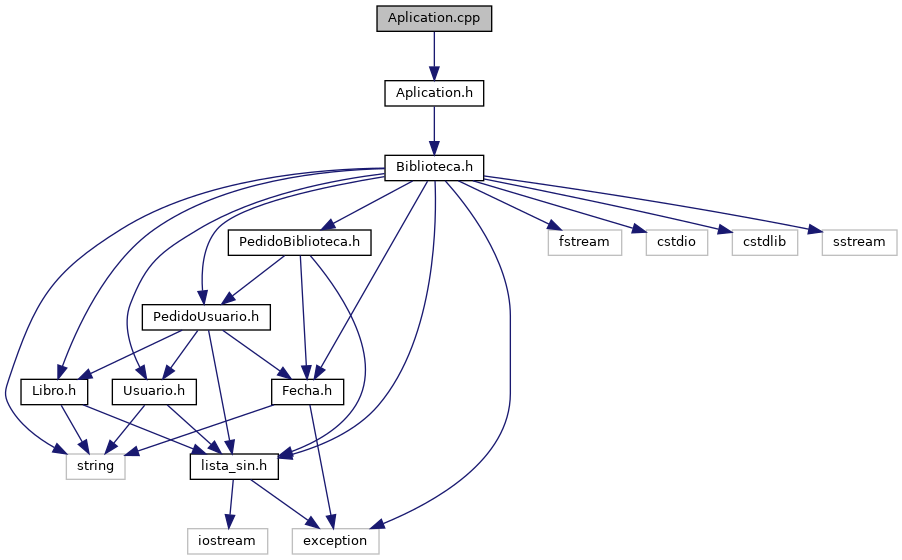 Aplication.cpp
Aplication.h
Biblioteca.h
PedidoBiblioteca.h
fstream
cstdio
cstdlib
sstream
PedidoUsuario.h
Libro.h
Usuario.h
Fecha.h
string
lista_sin.h
iostream
exception